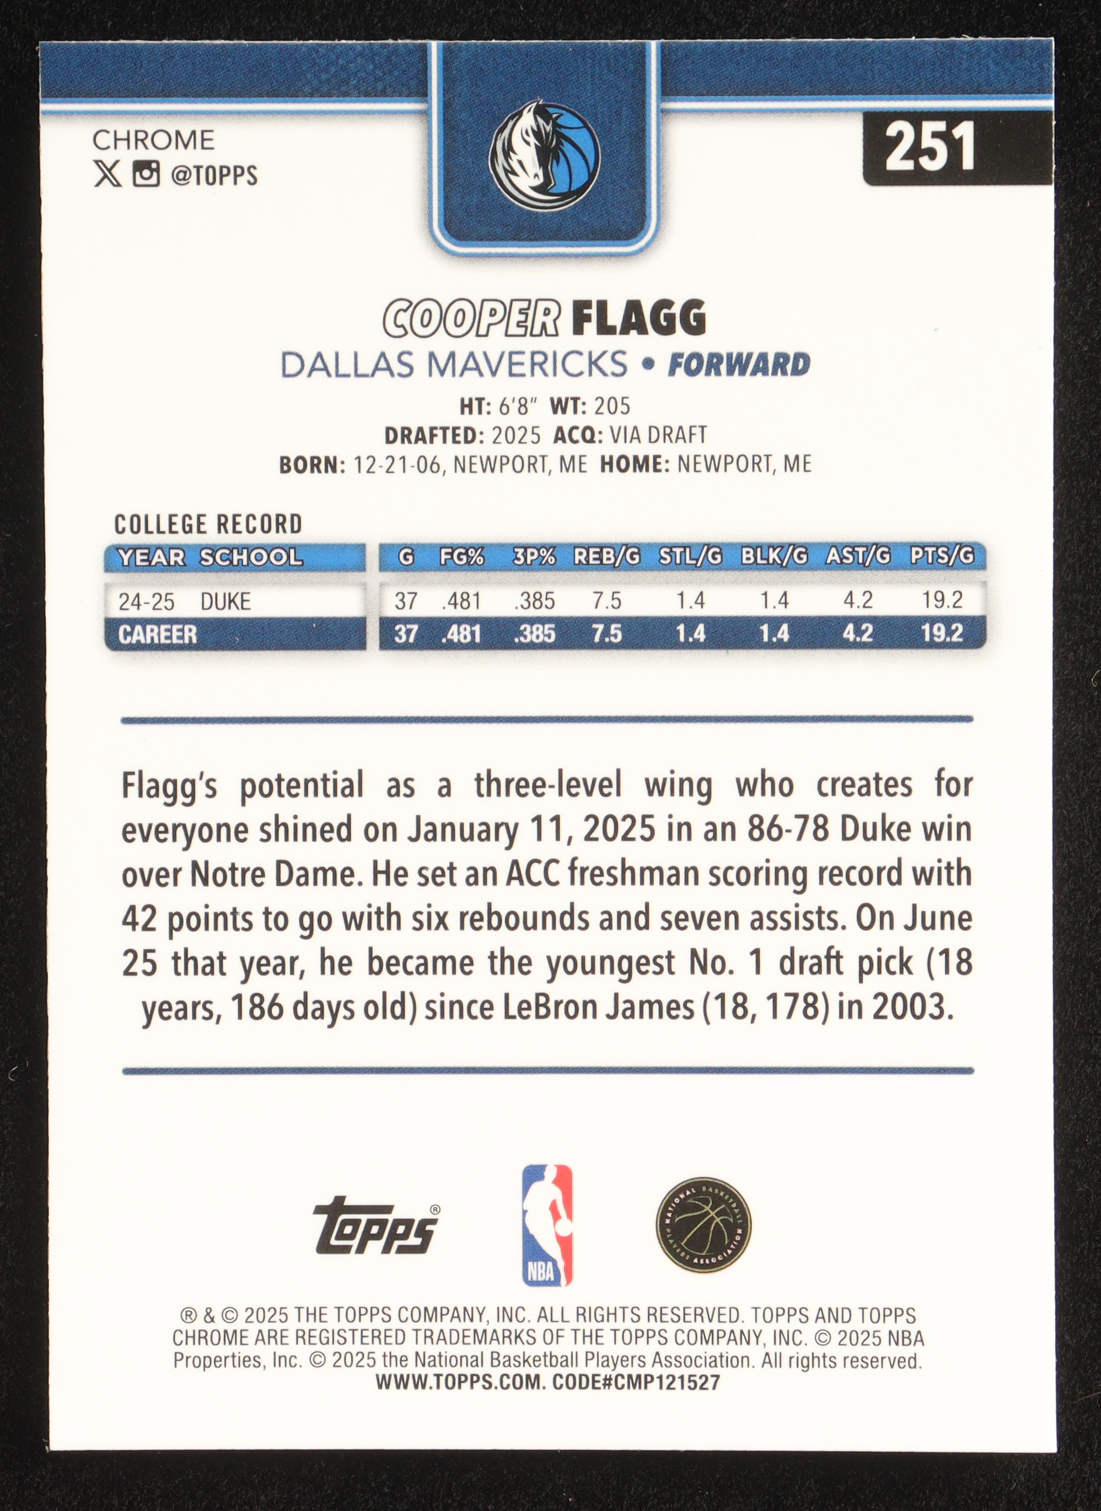 CHROME
251
X @TOPPS
COOPER FLAGG
DALLAS MAVERICKS • FORWARD
HT: 6'8" WT: 205
DRAFTED: 2025 ACQ: VIA DRAFT
BORN: 12-21-06, NEWPORT, ME HOME: NEWPORT, ME
COLLEGE RECORD
YEAR SCHOOL G FG% 3P% REB/G STL/G BLK/G AST/G PTS/G
24-25 DUKE 37 .481 .385 7.5 1.4 1.4 4.2 19.2
CAREER 37 .481 .385 7.5 1.4 1.4 4.2 19.2
Flagg's potential as a three-level wing who creates for
everyone shined on January 11, 2025 in an 86-78 Duke win
over Notre Dame. He set an ACC freshman scoring record with
42 points to go with six rebounds and seven assists. On June
25 that year, he became the youngest No. 1 draft pick (18
years, 186 days old) since LeBron James (18, 178) in 2003.
Topps®
NBA
NATIONAL BASKETBALL PLAYERS ASSOCIATION
® & © 2025 THE TOPPS COMPANY, INC. ALL RIGHTS RESERVED. TOPPS AND TOPPS
CHROME ARE REGISTERED TRADEMARKS OF THE TOPPS COMPANY, INC. © 2025 NBA
Properties, Inc. © 2025 the National Basketball Players Association. All rights reserved.
WWW.TOPPS.COM. CODE#CMP121527